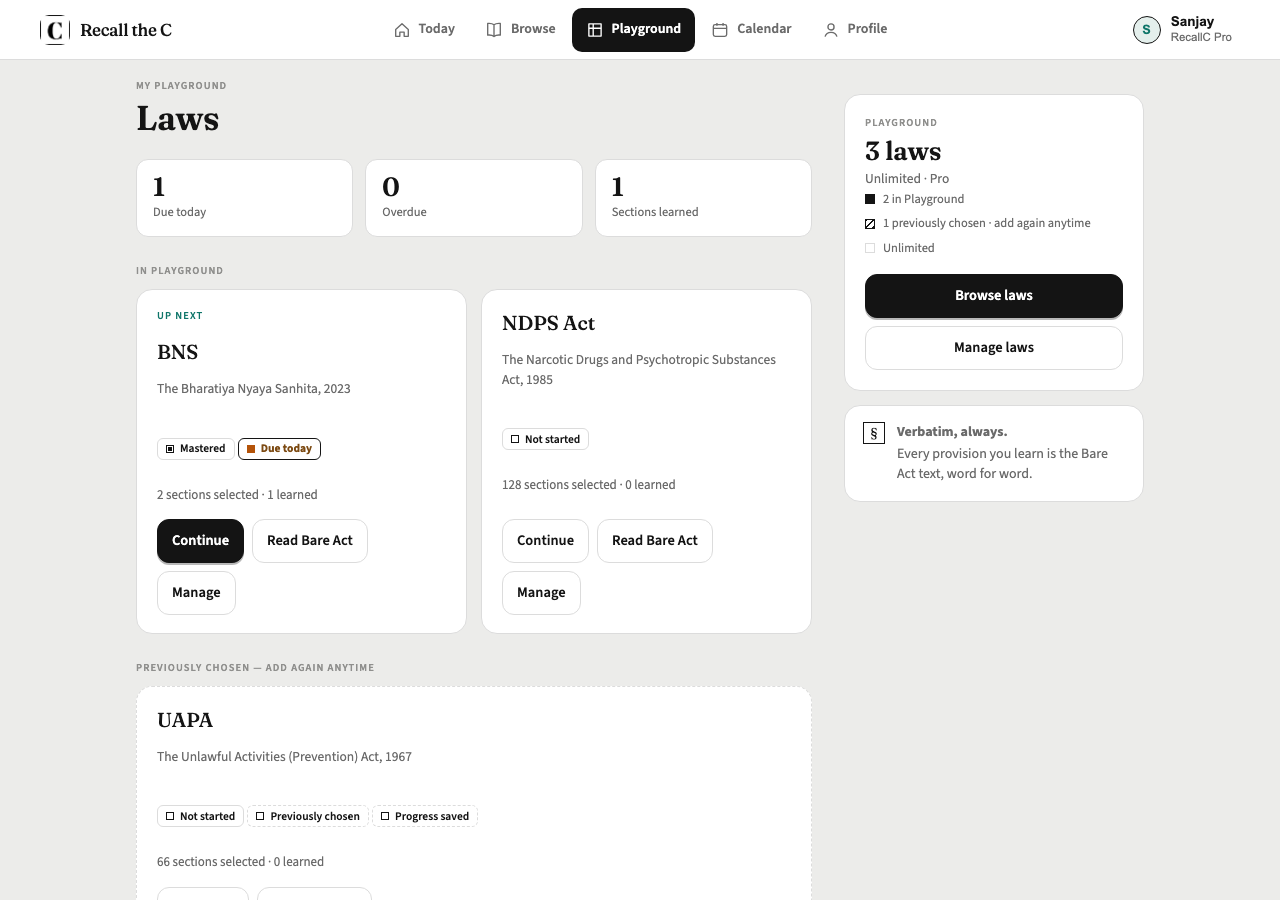 C Recall the C
Today
Browse
Playground
Calendar
Profile
S
Sanjay
RecallC Pro
MY PLAYGROUND
Laws
1
Due today
0
Overdue
1
Sections learned
IN PLAYGROUND
UP NEXT
BNS
The Bharatiya Nyaya Sanhita, 2023
Mastered
Due today
2 sections selected · 1 learned
Continue
Read Bare Act
Manage
NDPS Act
The Narcotic Drugs and Psychotropic Substances
Act, 1985
Not started
128 sections selected · 0 learned
Continue
Read Bare Act
Manage
PREVIOUSLY CHOSEN — ADD AGAIN ANYTIME
UAPA
The Unlawful Activities (Prevention) Act, 1967
Not started
Previously chosen
Progress saved
66 sections selected · 0 learned
PLAYGROUND
3 laws
Unlimited · Pro
2 in Playground
1 previously chosen · add again anytime
Unlimited
Browse laws
Manage laws
§
Verbatim, always.
Every provision you learn is the Bare
Act text, word for word.